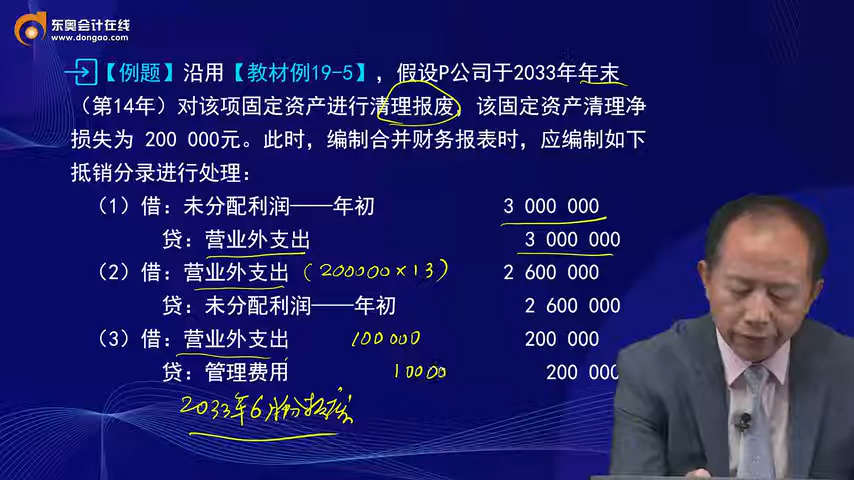 东奥会计在线
www.dongao.com
【例题】沿用【教材例19-5】,假设P公司于2033年年末
(第14年)对该项固定资产进行清理报废,该固定资产清理净
损失为 200 000元。此时,编制合并财务报表时,应编制如下
抵销分录进行处理:
(1)借:未分配利润——年初 3 000 000
贷:营业外支出 3 000 000
(2)借:营业外支出 (200000×13) 2 600 000
贷:未分配利润——年初 2 600 000
(3)借:营业外支出 100000 200 000
贷:管理费用 10000 200 000
2033年6月份报废